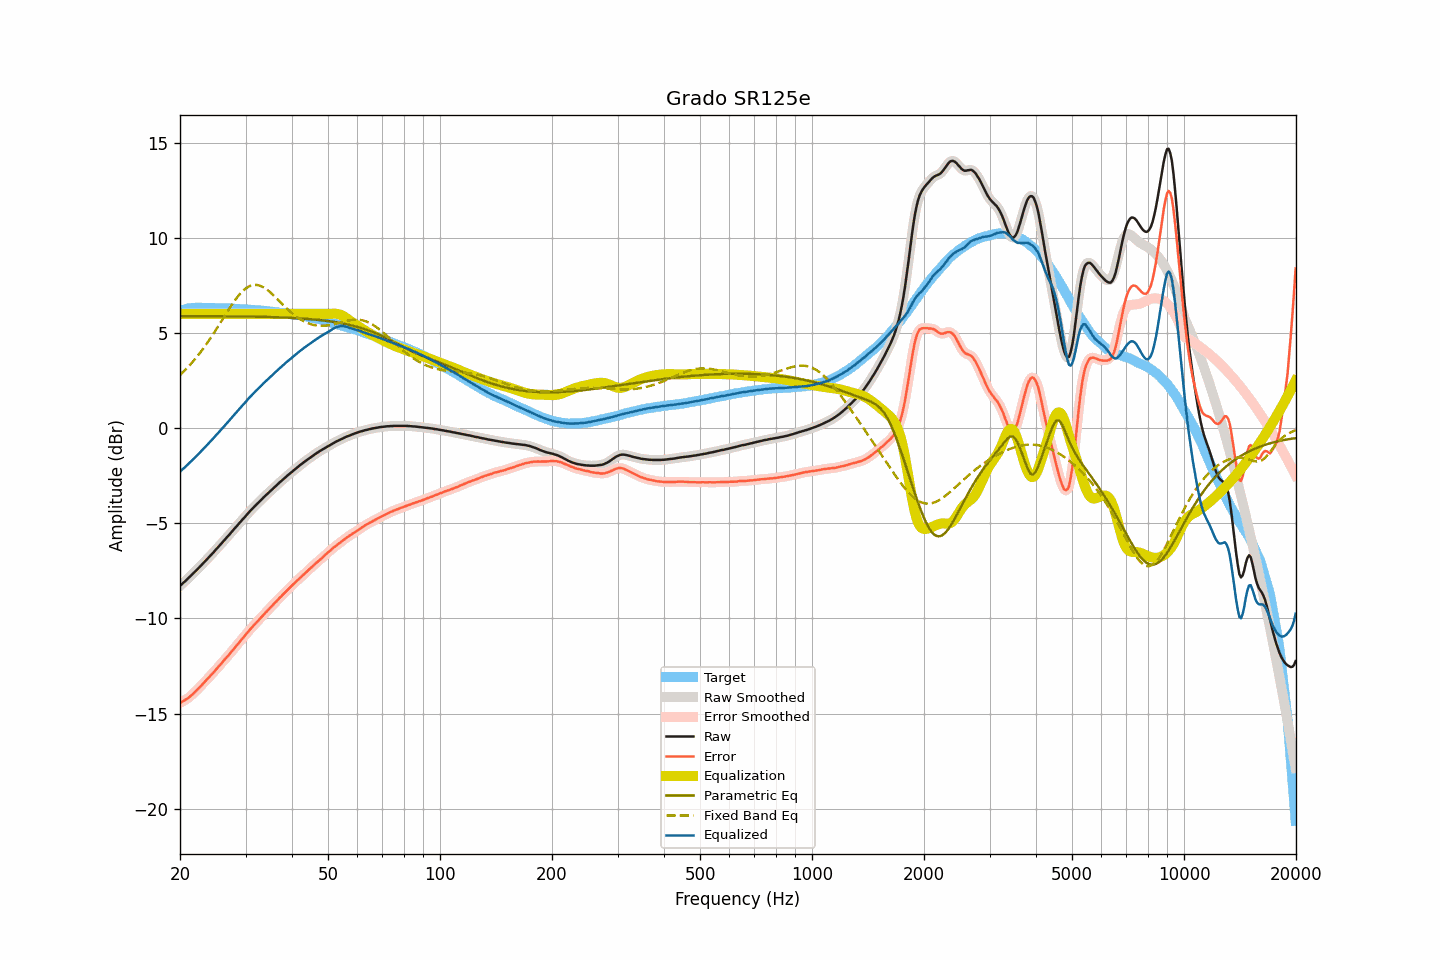 Grado SR125e
15
10
5
0
−5
−10
−15
−20
Amplitude (dBr)
Target
Raw Smoothed
Error Smoothed
Raw
Error
Equalization
Parametric Eq
Fixed Band Eq
Equalized
20 50 100 200 500 1000 2000 5000 10000 20000
Frequency (Hz)